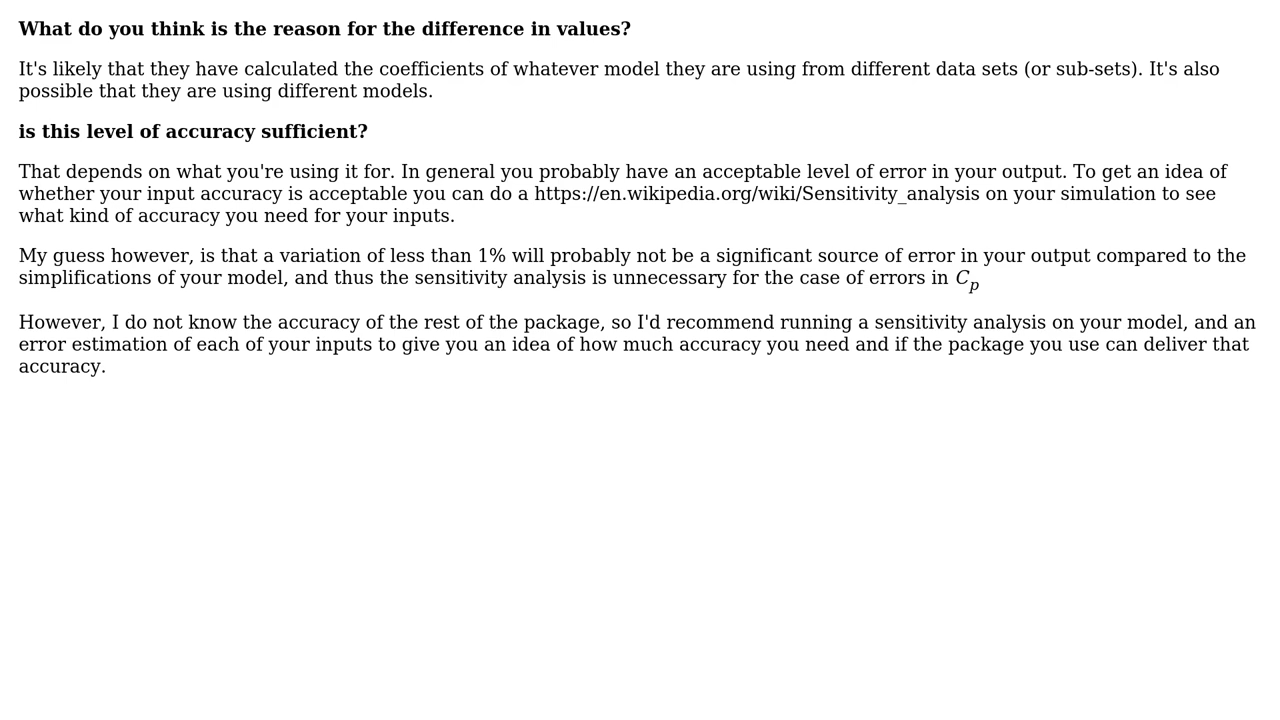 What do you think is the reason for the difference in values?
It's likely that they have calculated the coefficients of whatever model they are using from different data sets (or sub-sets). It's also
possible that they are using different models.
is this level of accuracy sufficient?
That depends on what you're using it for. In general you probably have an acceptable level of error in your output. To get an idea of
whether your input accuracy is acceptable you can do a https://en.wikipedia.org/wiki/Sensitivity_analysis on your simulation to see
what kind of accuracy you need for your inputs.
My guess however, is that a variation of less than 1% will probably not be a significant source of error in your output compared to the
simplifications of your model, and thus the sensitivity analysis is unnecessary for the case of errors in $C_p$
However, I do not know the accuracy of the rest of the package, so I'd recommend running a sensitivity analysis on your model, and an
error estimation of each of your inputs to give you an idea of how much accuracy you need and if the package you use can deliver that
accuracy.